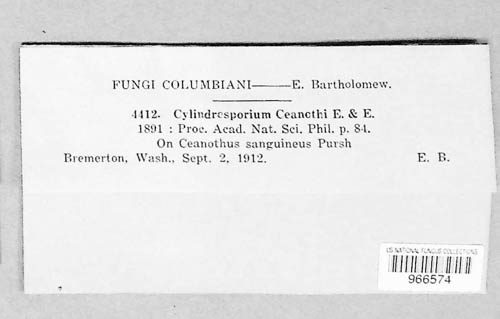 FUNGI COLUMBIANI——E. Bartholomew.
4412. Cylindrosporium Ceanothi E. & E.
1891 : Proc. Acad. Nat. Sci. Phil. p. 84.
On Ceanothus sanguineus Pursh
Bremerton, Wash., Sept. 2, 1912. E. B.
US NATIONAL FUNGUS COLLECTIONS
966574